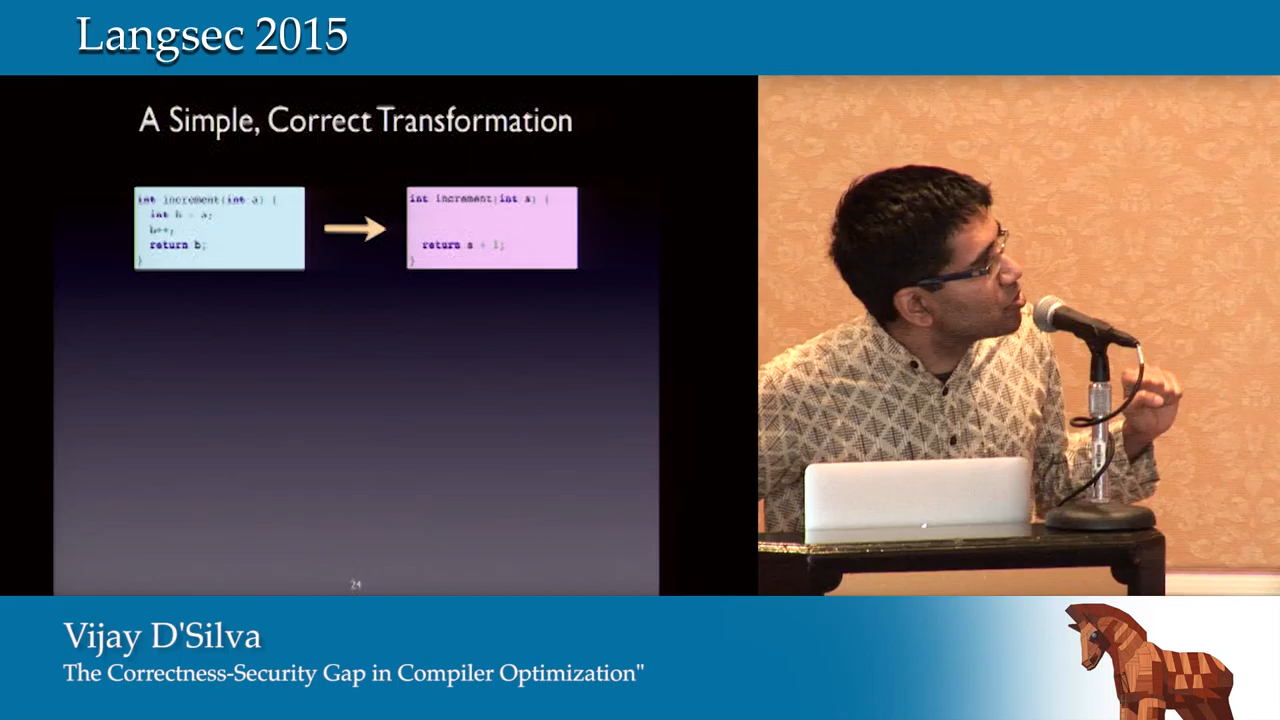 Langsec 2015
A Simple, Correct Transformation
int increment(int a) {
int b = a;
b++;
return b;
}
int increment(int a) {
return a + 1;
}
24
Vijay D'Silva
The Correctness-Security Gap in Compiler Optimization"